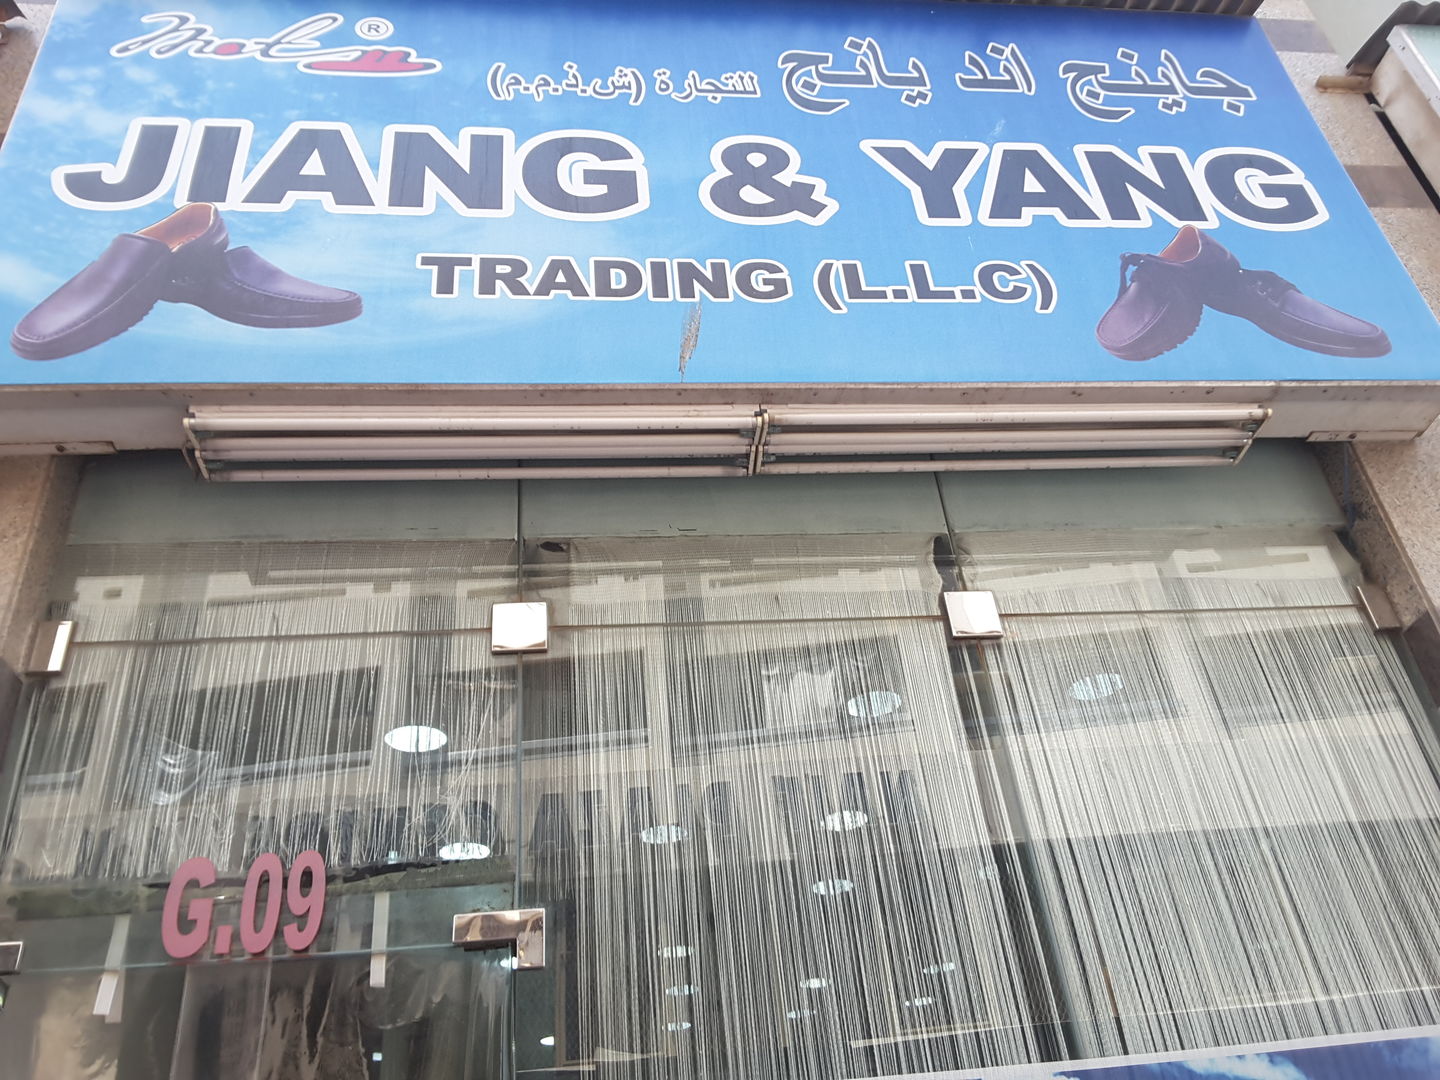 ®
جاينج اند يانج للتجارة (ش.ذ.م.م)
JIANG & YANG
TRADING (L.L.C)
G.09